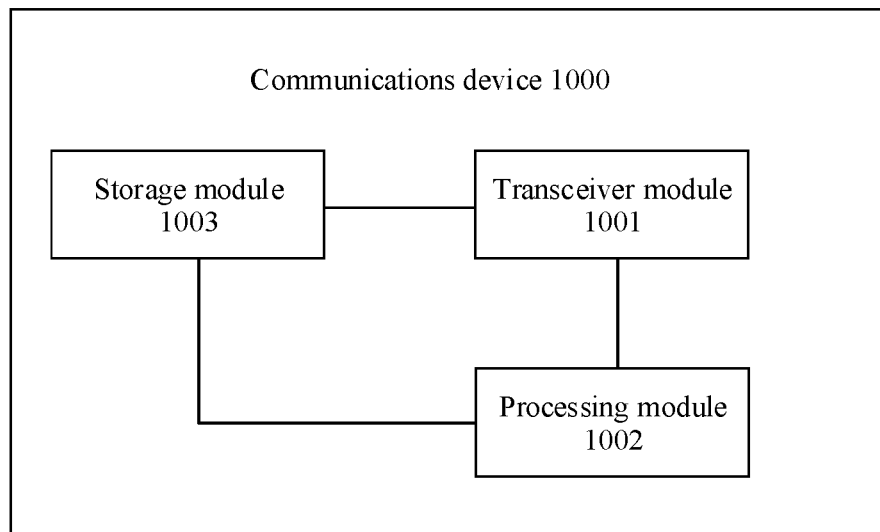 Communications device 1000
Storage module
1003
Transceiver module
1001
Processing module
1002